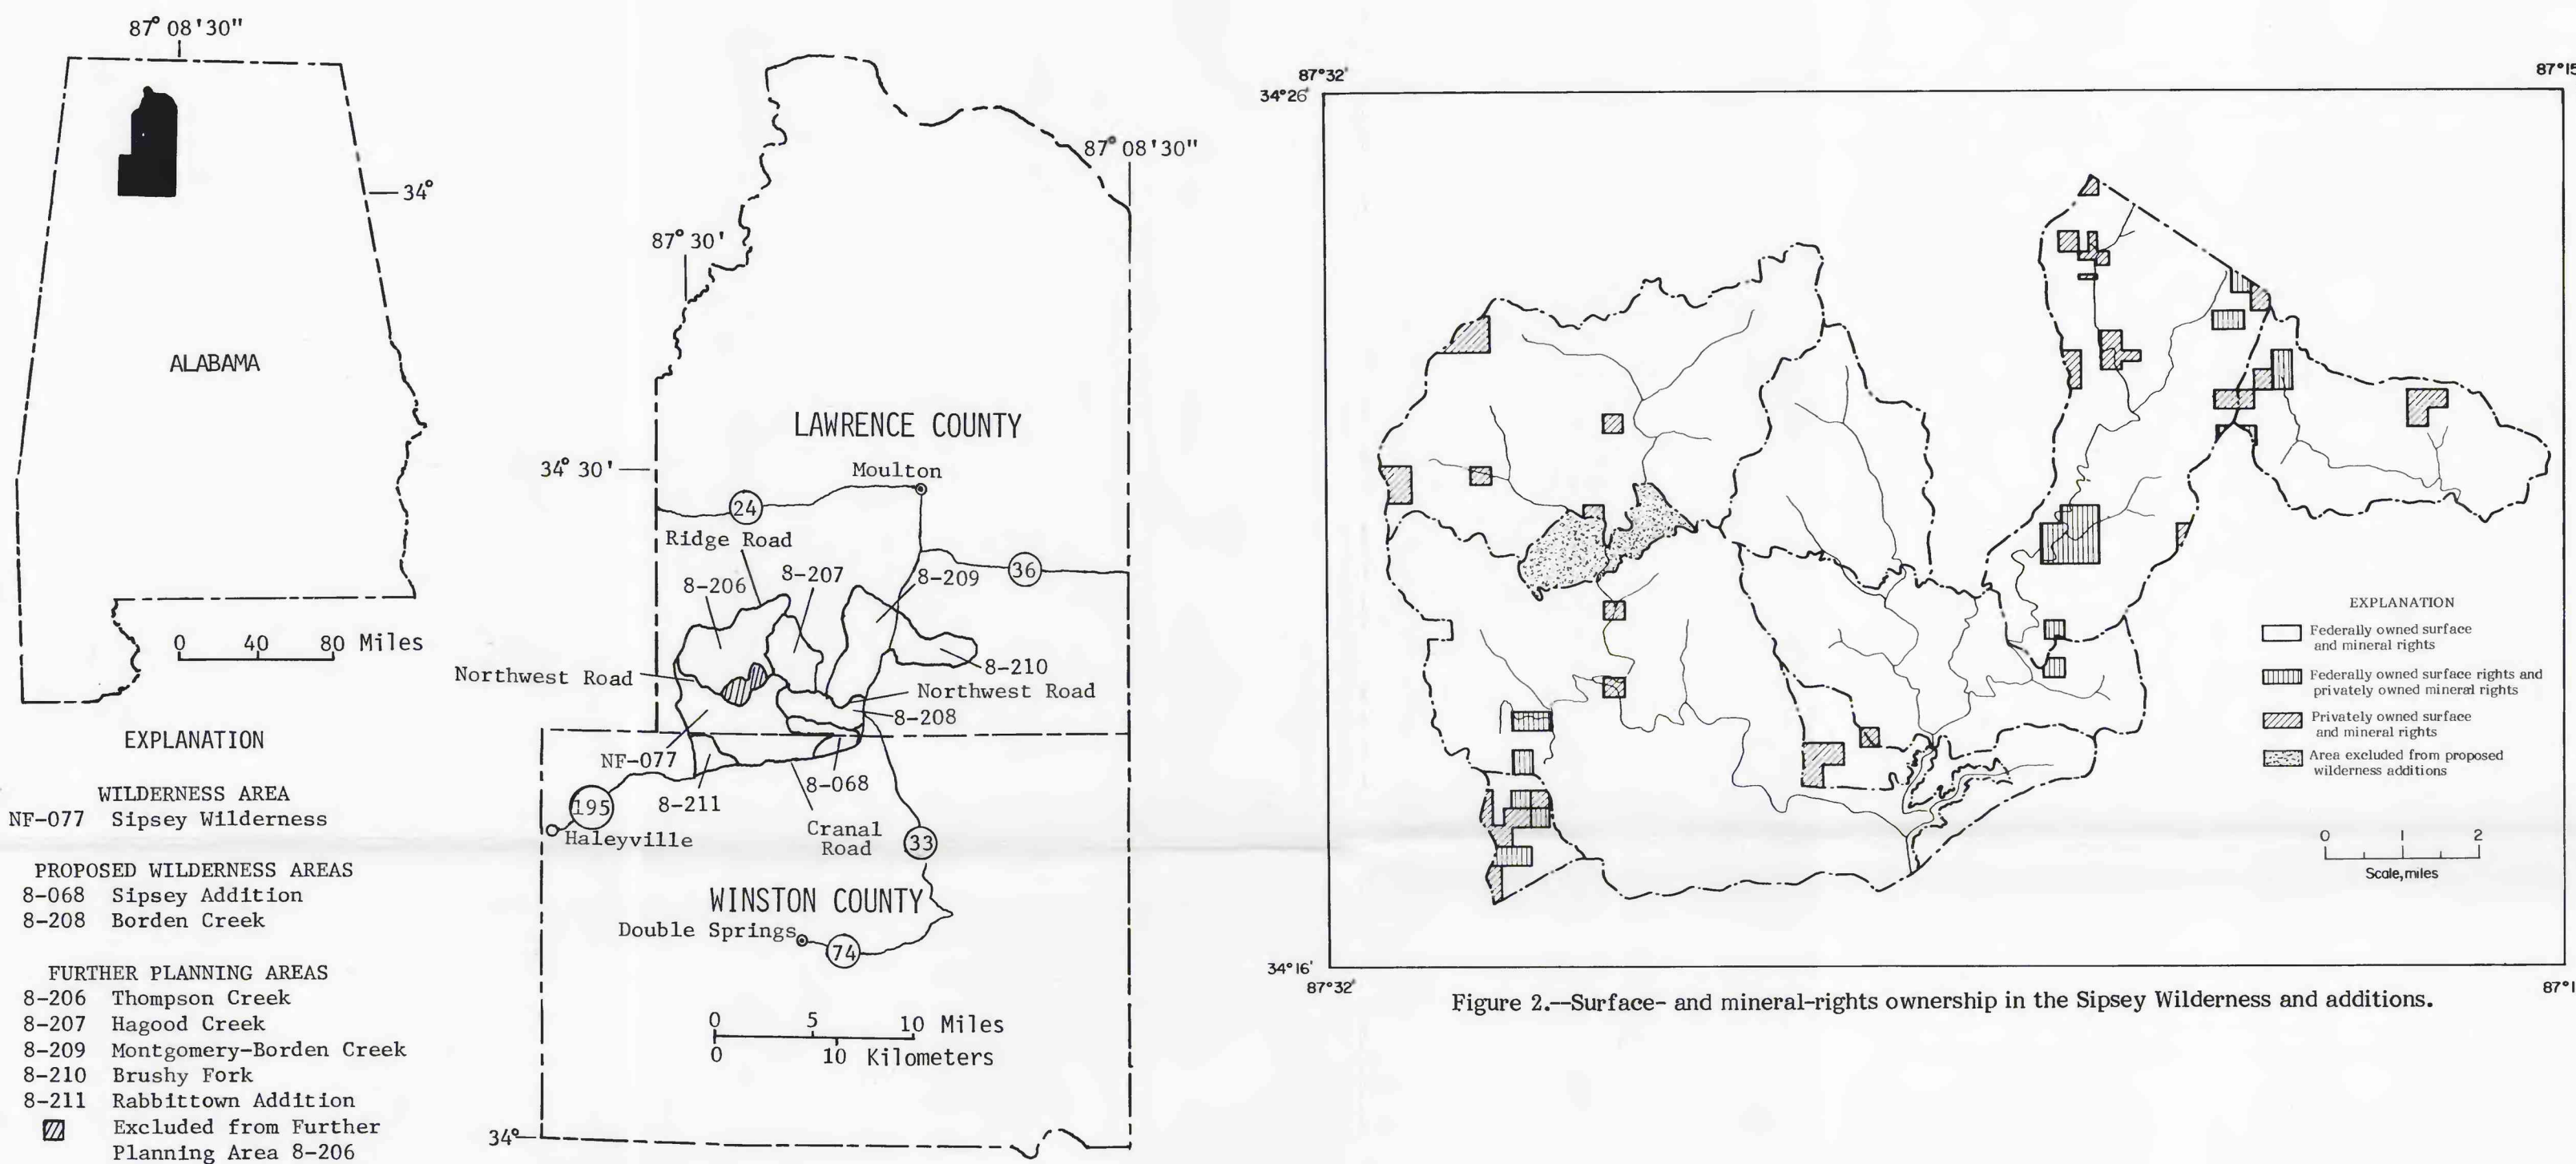 87° 08'30"
34°
ALABAMA
0 40 80 Miles
EXPLANATION
WILDERNESS AREA
NF-077 Sipsey Wilderness
PROPOSED WILDERNESS AREAS
8-068 Sipsey Addition
8-208 Borden Creek
FURTHER PLANNING AREAS
8-206 Thompson Creek
8-207 Hagood Creek
8-209 Montgomery-Borden Creek
8-210 Brushy Fork
8-211 Rabbittown Addition
Excluded from Further
Planning Area 8-206
87° 08'30"
87° 30'
LAWRENCE COUNTY
34° 30'
Moulton
24
Ridge Road
36
8-206
8-207
8-209
8-210
Northwest Road
Northwest Road
8-208
NF-077
8-068
8-211
195
Haleyville
Cranal
Road
33
WINSTON COUNTY
Double Springs
74
0 5 10 Miles
0 10 Kilometers
34°
87°32'
87°15
34°26'
EXPLANATION
Federally owned surface
and mineral rights
Federally owned surface rights and
privately owned mineral rights
Privately owned surface
and mineral rights
Area excluded from proposed
wilderness additions
0 1 2
Scale, miles
34°16'
87°32'
87°1
Figure 2.—Surface- and mineral-rights ownership in the Sipsey Wilderness and additions.